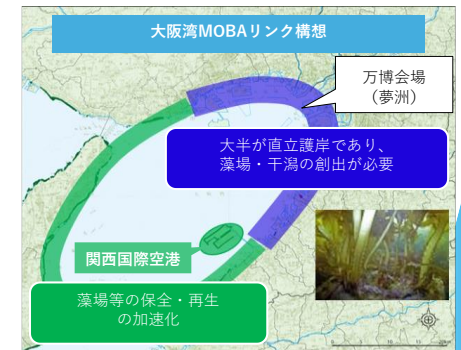 大阪湾MOBAリンク構想
万博会場
（夢洲）
大半が直立護岸であり、
藻場・干潟の創出が必要
関西国際空港
藻場等の保全・再生
の加速化